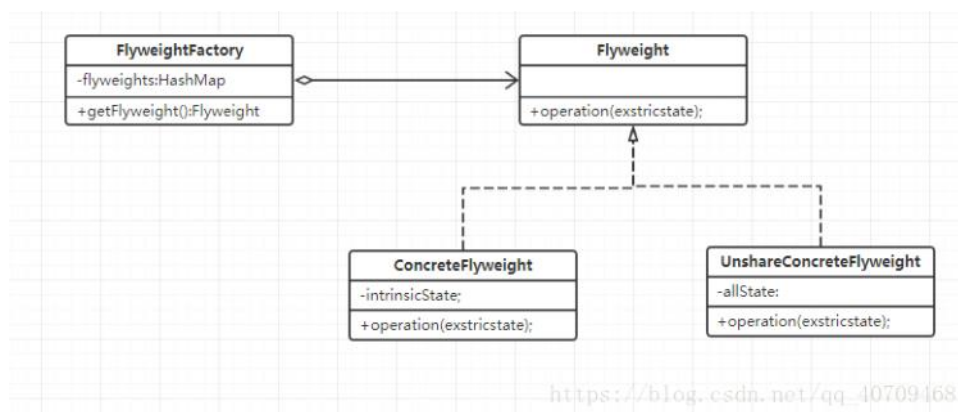 FlyweightFactory
-flyweights:HashMap
+getFlyweight():Flyweight
Flyweight
+operation(exstricstate);
ConcreteFlyweight
-intrinsicState;
+operation(exstricstate);
UnshareConcreteFlyweight
-allState:
+operation(exstricstate);
https://blog.csdn.net/qq_40709468